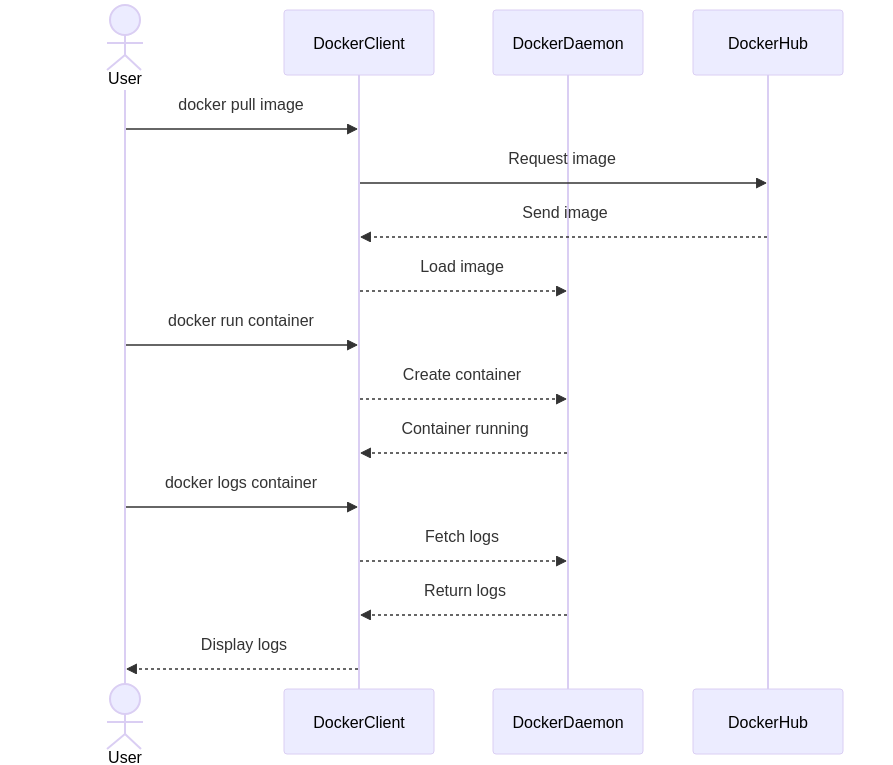 User
DockerClient
DockerDaemon
DockerHub
docker pull image
Request image
Send image
Load image
docker run container
Create container
Container running
docker logs container
Fetch logs
Return logs
Display logs
User
DockerClient
DockerDaemon
DockerHub